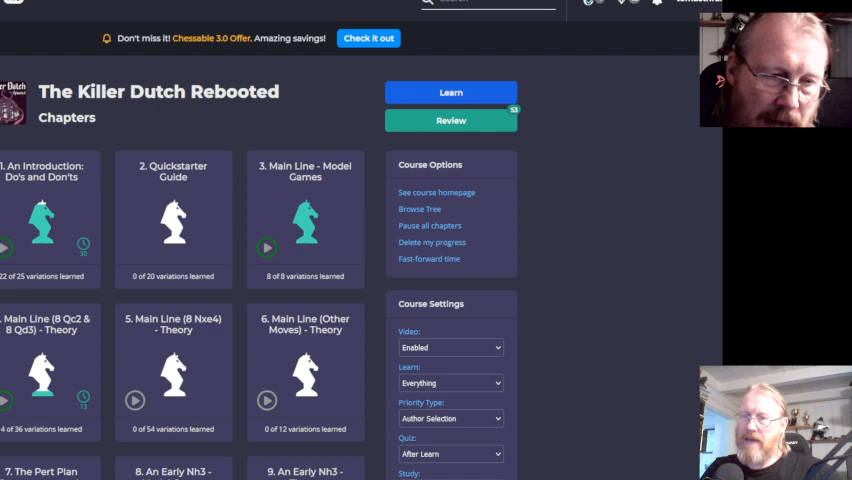 Don't miss it! Chessable 3.0 Offer. Amazing savings!
Check it out
The Killer Dutch Rebooted
Chapters
Learn
53
Review
1. An Introduction:
Do's and Don'ts
30
22 of 25 variations learned
2. Quickstarter
Guide
0 of 20 variations learned
3. Main Line - Model
Games
8 of 8 variations learned
Course Options
See course homepage
Browse Tree
Pause all chapters
Delete my progress
Fast-forward time
Main Line (8 Qc2 &
8 Qd3) - Theory
13
4 of 36 variations learned
5. Main Line (8 Nxe4)
- Theory
0 of 54 variations learned
6. Main Line (Other
Moves) - Theory
0 of 12 variations learned
Course Settings
Video:
Enabled
Learn:
Everything
Priority Type:
Author Selection
Quiz:
After Learn
Study:
7. The Pert Plan
8. An Early Nh3 -
9. An Early Nh3 -